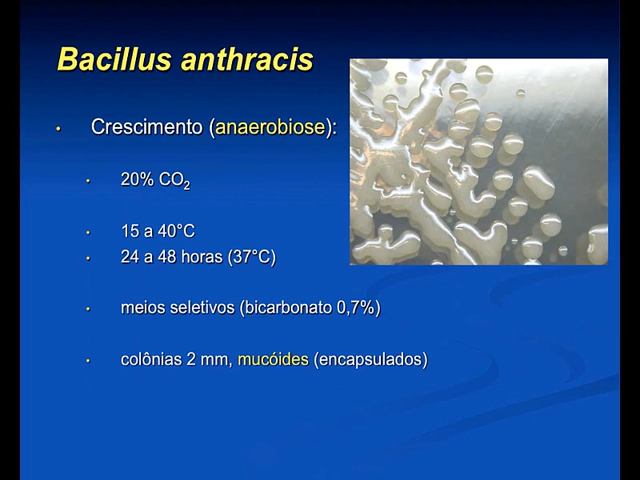 Bacillus anthracis
• Crescimento (anaerobiose):
• 20% CO₂
• 15 a 40°C
• 24 a 48 horas (37°C)
• meios seletivos (bicarbonato 0,7%)
• colônias 2 mm, mucóides (encapsulados)